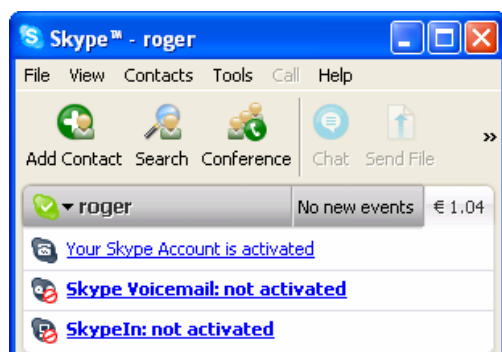 Skype™ - roger
File View Contacts Tools Call Help
Add Contact Search Conference Chat Send File »
roger No new events € 1.04
Your Skype Account is activated
Skype Voicemail: not activated
SkypeIn: not activated